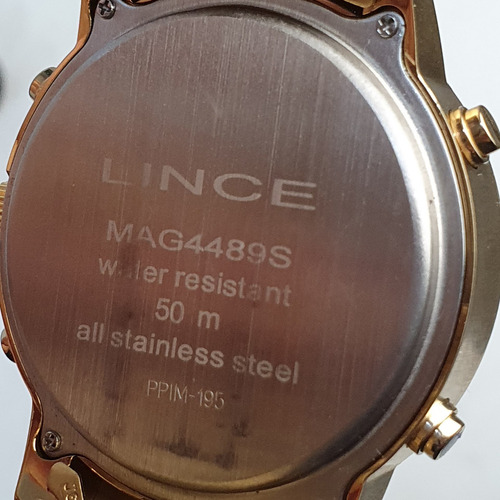 LINCE
MAG4489S
water resistant
50 m
all stainless steel
PPIM-195